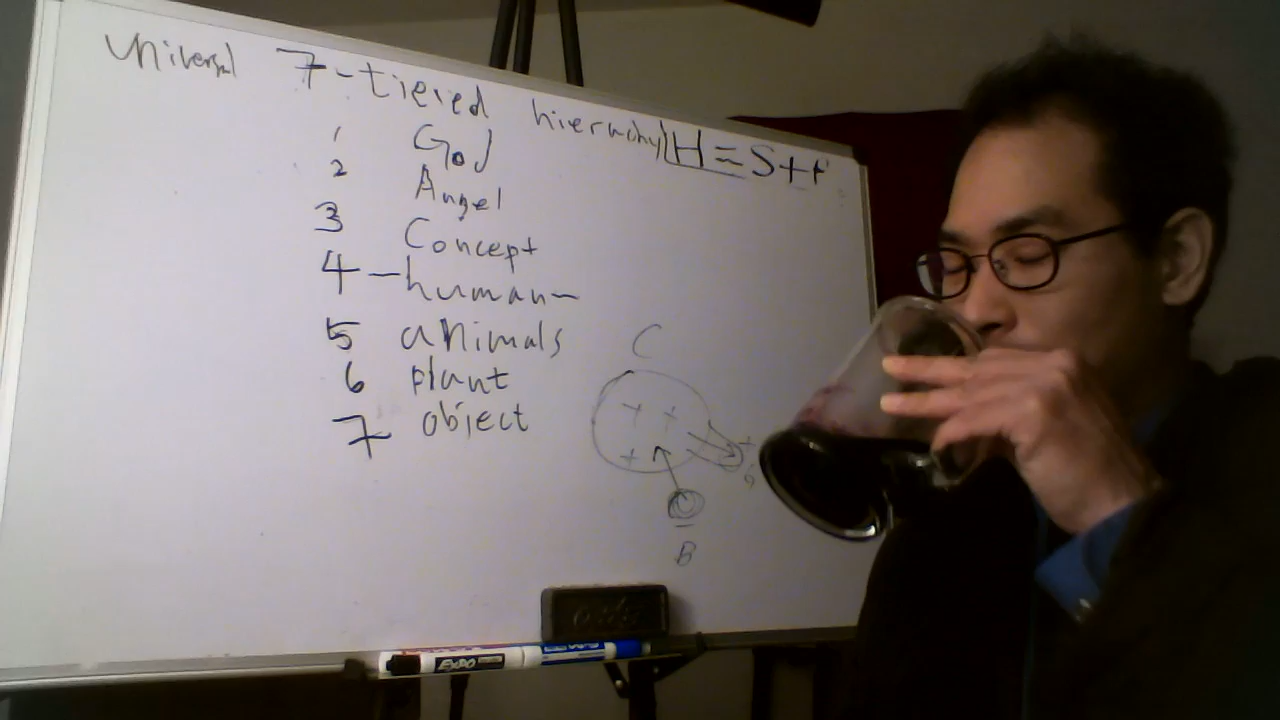 Universal 7-tiered hierarchy H = S + F
1 God
2 Angel
3 Concept
4 — human —
5 animals
6 plant
7 object
C
+ +
+
+
B
EXPO